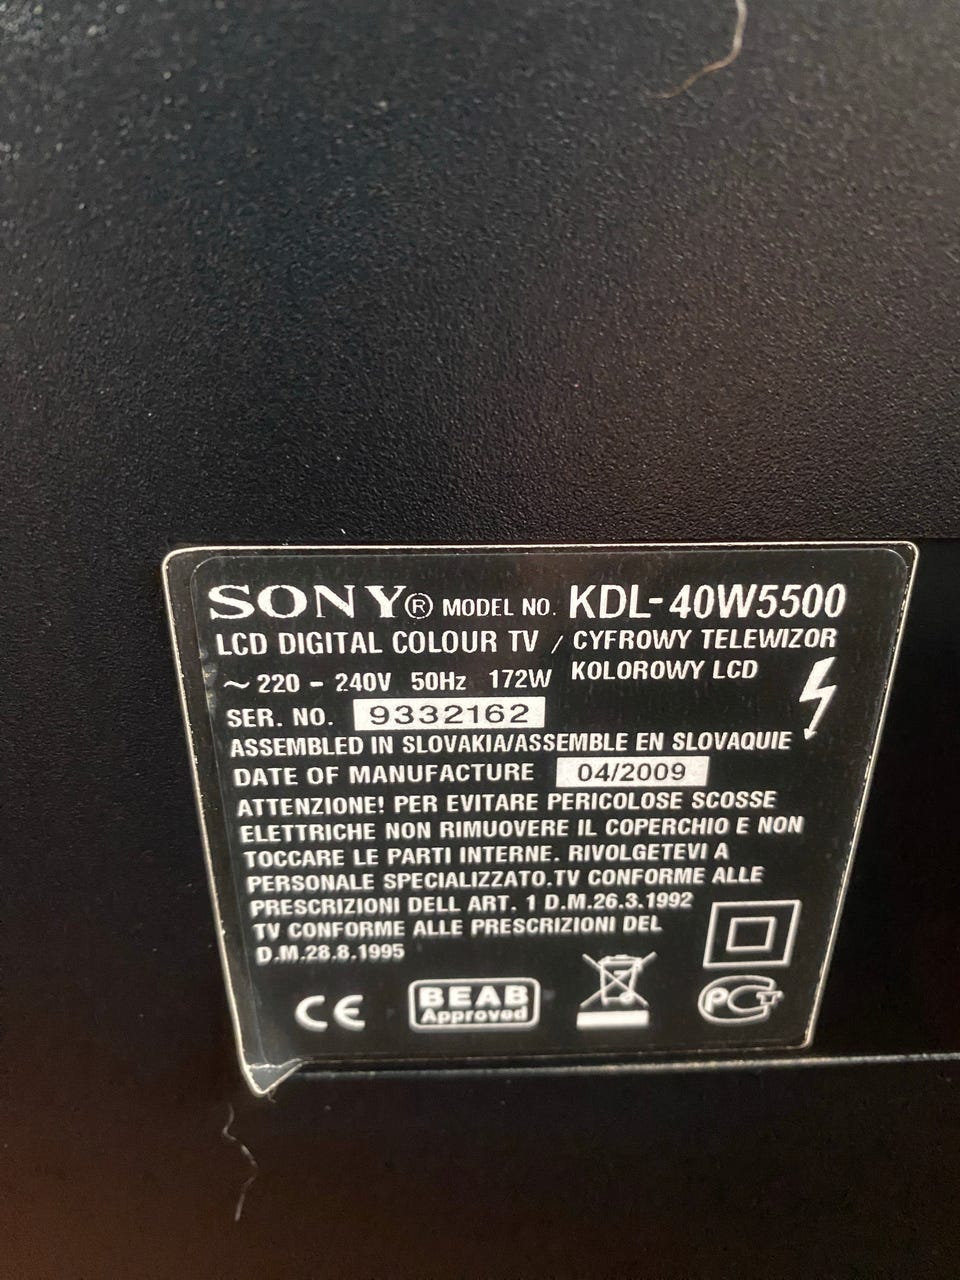 SONY® MODEL NO. KDL-40W5500
LCD DIGITAL COLOUR TV / CYFROWY TELEWIZOR
KOLOROWY LCD
~ 220 - 240V 50Hz 172W
SER. NO. 9332162
ASSEMBLED IN SLOVAKIA/ASSEMBLE EN SLOVAQUIE
DATE OF MANUFACTURE 04/2009
ATTENZIONE! PER EVITARE PERICOLOSE SCOSSE
ELETTRICHE NON RIMUOVERE IL COPERCHIO E NON
TOCCARE LE PARTI INTERNE. RIVOLGETEVI A
PERSONALE SPECIALIZZATO.TV CONFORME ALLE
PRESCRIZIONI DELL ART. 1 D.M.26.3.1992
TV CONFORME ALLE PRESCRIZIONI DEL
D.M.28.8.1995
CE
BEAB
Approved
РСТ